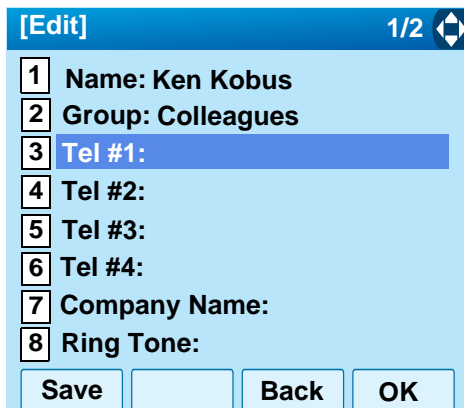 [Edit] 1/2
1 Name: Ken Kobus
2 Group: Colleagues
3 Tel #1:
4 Tel #2:
5 Tel #3:
6 Tel #4:
7 Company Name:
8 Ring Tone:
Save Back OK